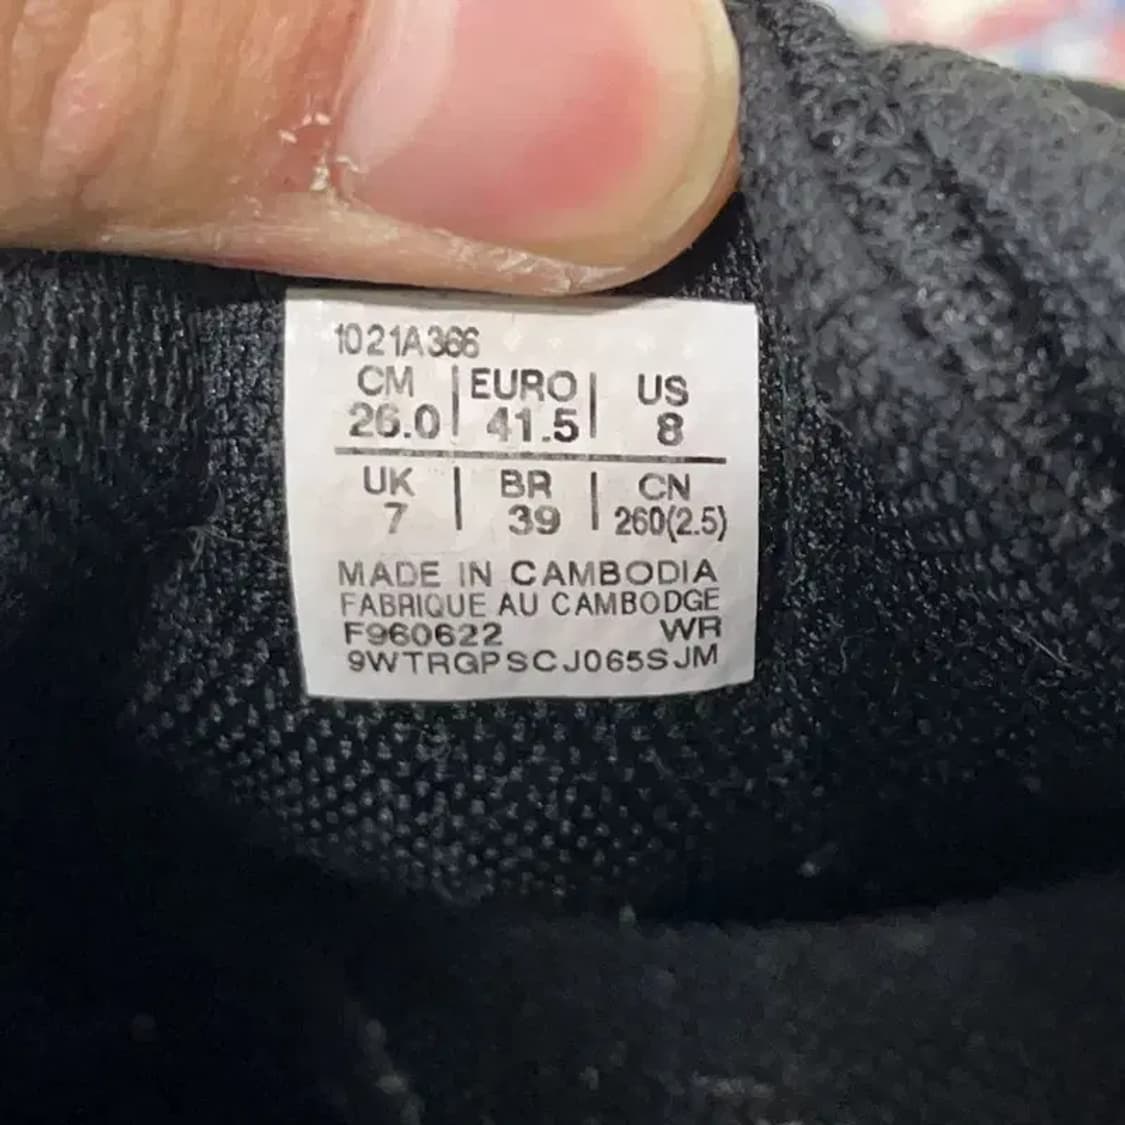 1021A366
CM | EURO | US
26.0 | 41.5 | 8
UK | BR | CN
7 | 39 | 260(2.5)
MADE IN CAMBODIA
FABRIQUE AU CAMBODGE
F960622 WR
9WTRGPSCJ065SJM